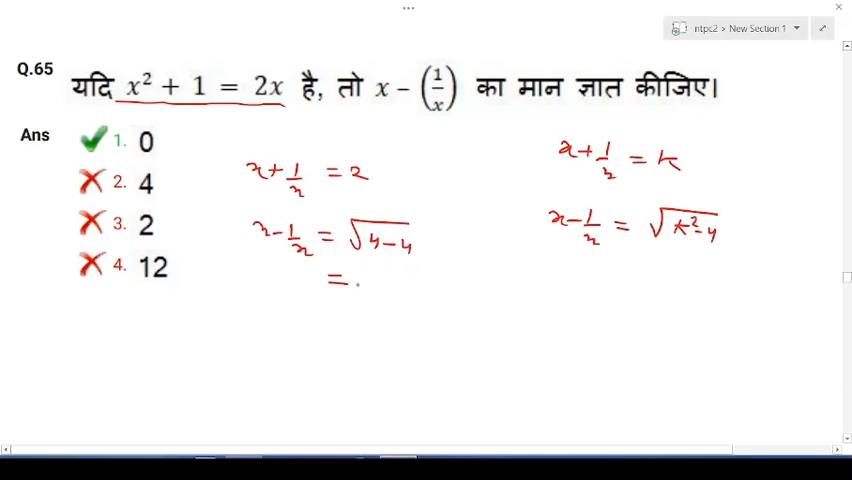 ntpc2 > New Section 1
Q.65
यदि x² + 1 = 2x है, तो x – (1/x) का मान ज्ञात कीजिए।
Ans
1. 0
2. 4
3. 2
4. 12
x + 1/x = 2
x - 1/x = √4-4
=
x + 1/x = K
x - 1/x = √K²-4